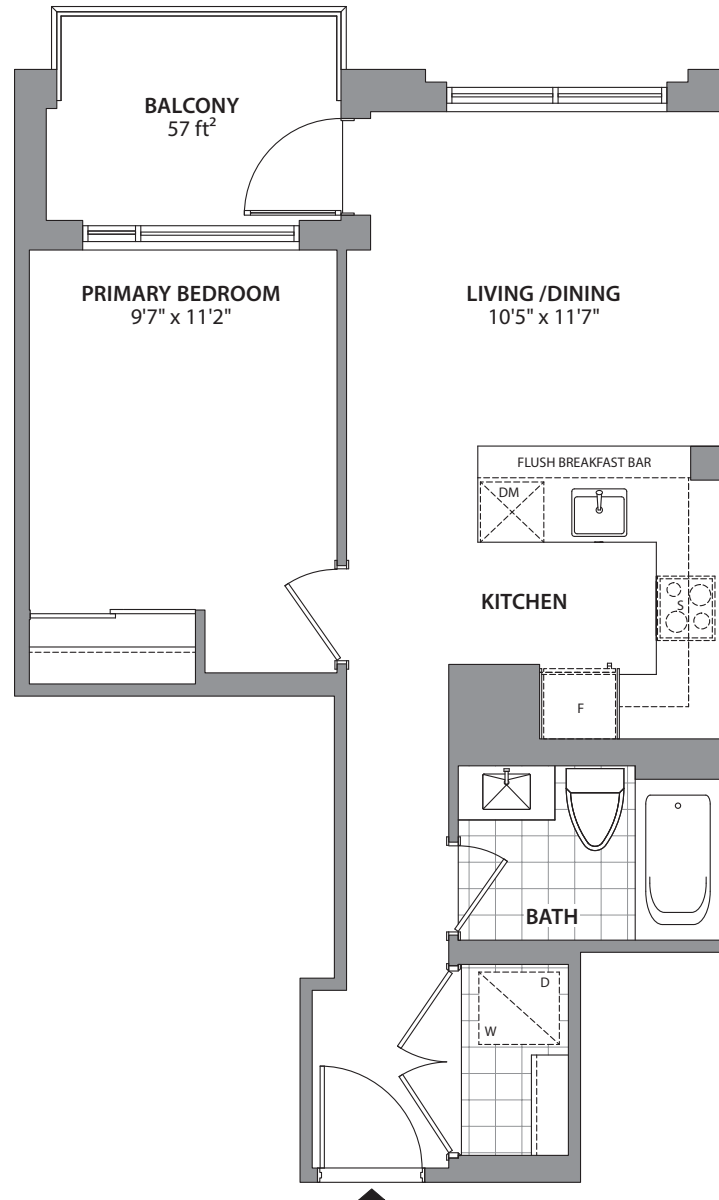 BALCONY
57 ft²
PRIMARY BEDROOM
9'7" x 11'2"
LIVING /DINING
10'5" x 11'7"
FLUSH BREAKFAST BAR
DM
KITCHEN
S
F
BATH
D
W